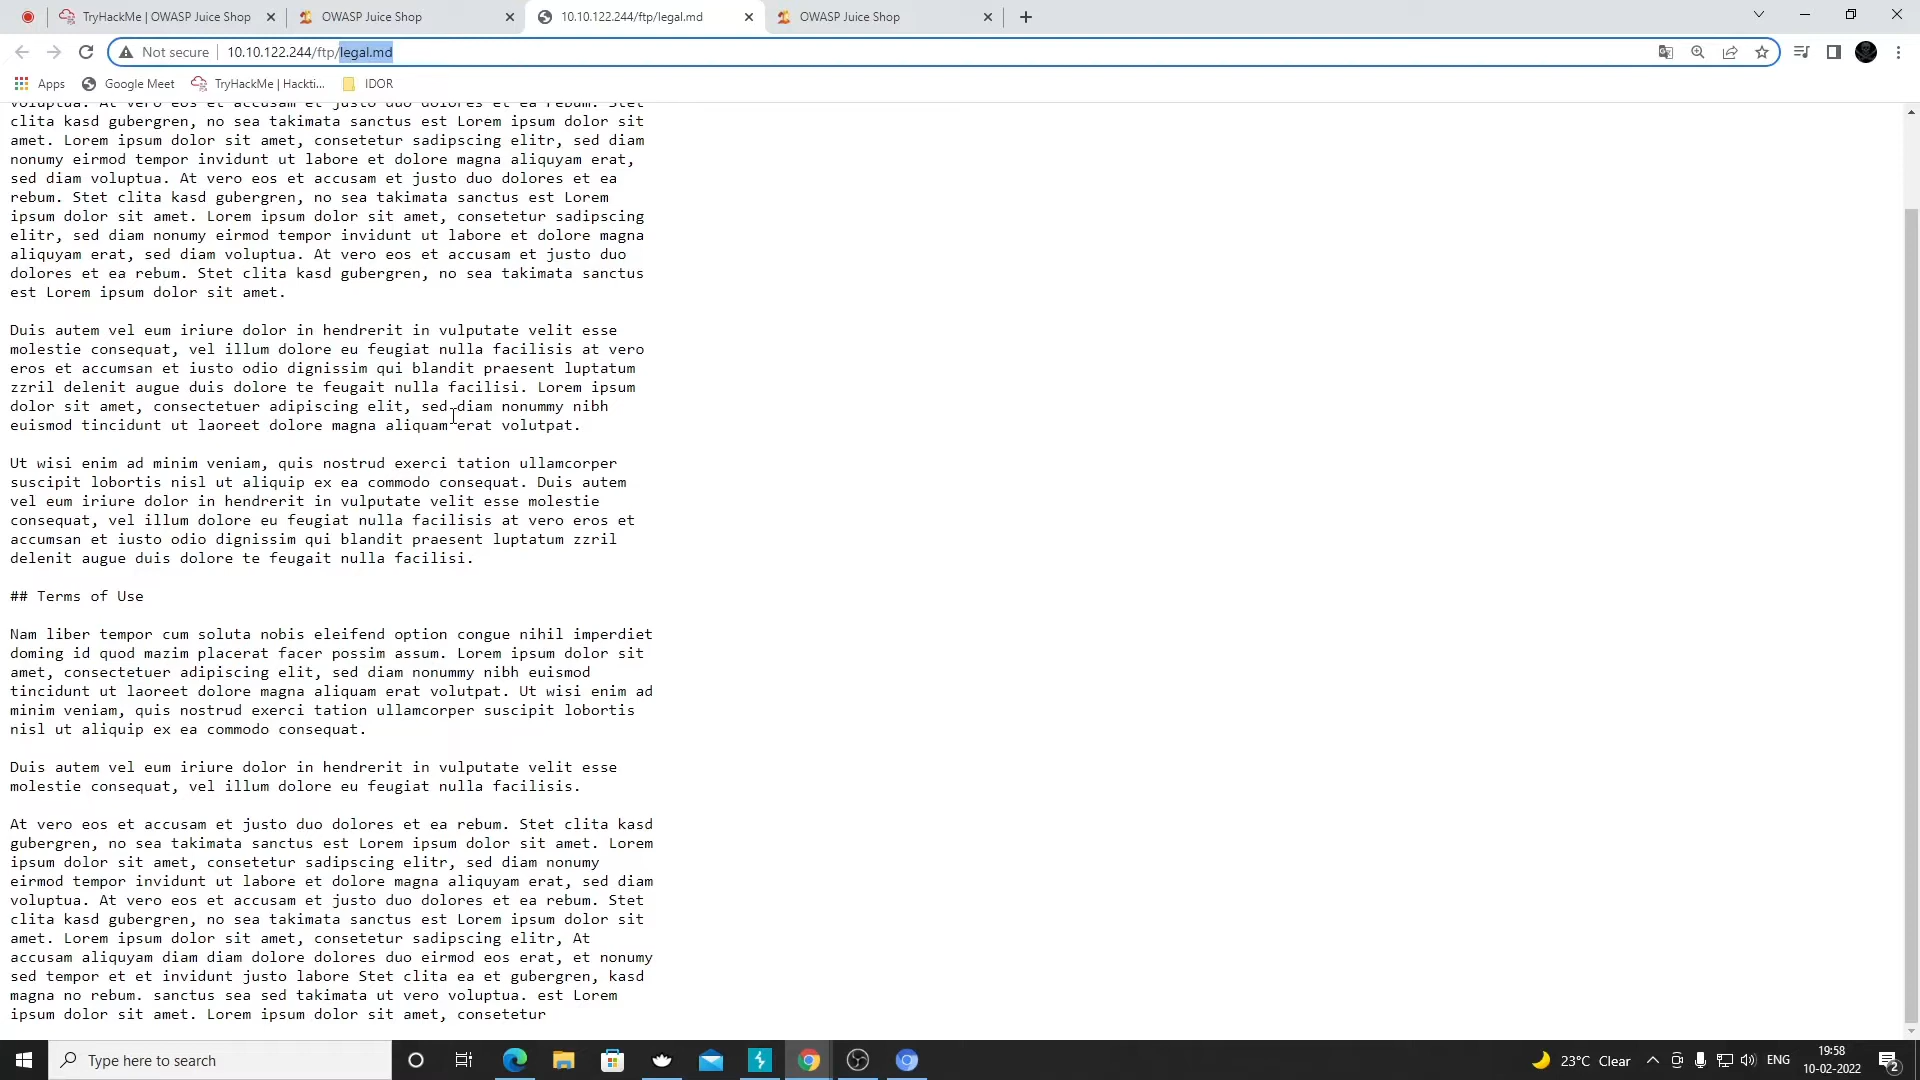 TryHackMe | OWASP Juice Shop
OWASP Juice Shop
10.10.122.244/ftp/legal.md
OWASP Juice Shop
Not secure
10.10.122.244/ftp/legal.md
Apps
Google Meet
TryHackMe | Hackti...
IDOR
voluptua. At vero eos et accusam et justo duo dolores et ea rebum. Stet
clita kasd gubergren, no sea takimata sanctus est Lorem ipsum dolor sit
amet. Lorem ipsum dolor sit amet, consetetur sadipscing elitr, sed diam
nonumy eirmod tempor invidunt ut labore et dolore magna aliquyam erat,
sed diam voluptua. At vero eos et accusam et justo duo dolores et ea
rebum. Stet clita kasd gubergren, no sea takimata sanctus est Lorem
ipsum dolor sit amet. Lorem ipsum dolor sit amet, consetetur sadipscing
elitr, sed diam nonumy eirmod tempor invidunt ut labore et dolore magna
aliquyam erat, sed diam voluptua. At vero eos et accusam et justo duo
dolores et ea rebum. Stet clita kasd gubergren, no sea takimata sanctus
est Lorem ipsum dolor sit amet.
Duis autem vel eum iriure dolor in hendrerit in vulputate velit esse
molestie consequat, vel illum dolore eu feugiat nulla facilisis at vero
eros et accumsan et iusto odio dignissim qui blandit praesent luptatum
zzril delenit augue duis dolore te feugait nulla facilisi. Lorem ipsum
dolor sit amet, consectetuer adipiscing elit, sed diam nonummy nibh
euismod tincidunt ut laoreet dolore magna aliquam erat volutpat.
Ut wisi enim ad minim veniam, quis nostrud exerci tation ullamcorper
suscipit lobortis nisl ut aliquip ex ea commodo consequat. Duis autem
vel eum iriure dolor in hendrerit in vulputate velit esse molestie
consequat, vel illum dolore eu feugiat nulla facilisis at vero eros et
accumsan et iusto odio dignissim qui blandit praesent luptatum zzril
delenit augue duis dolore te feugait nulla facilisi.
## Terms of Use
Nam liber tempor cum soluta nobis eleifend option congue nihil imperdiet
doming id quod mazim placerat facer possim assum. Lorem ipsum dolor sit
amet, consectetuer adipiscing elit, sed diam nonummy nibh euismod
tincidunt ut laoreet dolore magna aliquam erat volutpat. Ut wisi enim ad
minim veniam, quis nostrud exerci tation ullamcorper suscipit lobortis
nisl ut aliquip ex ea commodo consequat.
Duis autem vel eum iriure dolor in hendrerit in vulputate velit esse
molestie consequat, vel illum dolore eu feugiat nulla facilisis.
At vero eos et accusam et justo duo dolores et ea rebum. Stet clita kasd
gubergren, no sea takimata sanctus est Lorem ipsum dolor sit amet. Lorem
ipsum dolor sit amet, consetetur sadipscing elitr, sed diam nonumy
eirmod tempor invidunt ut labore et dolore magna aliquyam erat, sed diam
voluptua. At vero eos et accusam et justo duo dolores et ea rebum. Stet
clita kasd gubergren, no sea takimata sanctus est Lorem ipsum dolor sit
amet. Lorem ipsum dolor sit amet, consetetur sadipscing elitr, At
accusam aliquyam diam diam dolore dolores duo eirmod eos erat, et nonumy
sed tempor et et invidunt justo labore Stet clita ea et gubergren, kasd
magna no rebum. sanctus sea sed takimata ut vero voluptua. est Lorem
ipsum dolor sit amet. Lorem ipsum dolor sit amet, consetetur
Type here to search
23°C Clear
ENG
19:58
10-02-2022
2